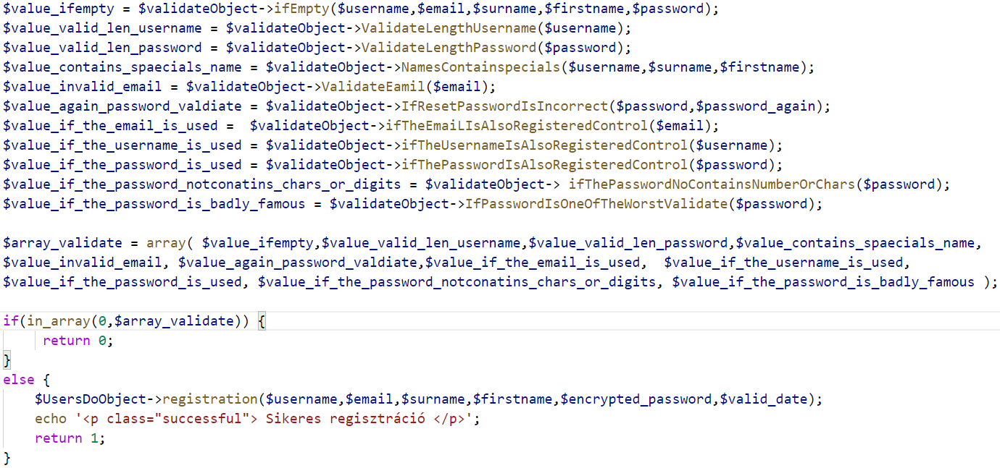 $value_ifempty = $validateObject->ifEmpty($username,$email,$surname,$firstname,$password);
$value_valid_len_username = $validateObject->ValidateLengthUsername($username);
$value_valid_len_password = $validateObject->ValidateLengthPassword($password);
$value_contains_spaecials_name = $validateObject->NamesContainspecials($username,$surname,$firstname);
$value_invalid_email = $validateObject->ValidateEamil($email);
$value_again_password_valdiate = $validateObject->IfResetPasswordIsIncorrect($password,$password_again);
$value_if_the_email_is_used =  $validateObject->ifTheEmaiLIsAlsoRegisteredControl($email);
$value_if_the_username_is_used = $validateObject->ifTheUsernameIsAlsoRegisteredControl($username);
$value_if_the_password_is_used = $validateObject->ifThePasswordIsAlsoRegisteredControl($password);
$value_if_the_password_notconatins_chars_or_digits = $validateObject-> ifThePasswordNoContainsNumberOrChars($password);
$value_if_the_password_is_badly_famous = $validateObject->IfPasswordIsOneOfTheWorstValidate($password);
$array_validate = array( $value_ifempty,$value_valid_len_username,$value_valid_len_password,$value_contains_spaecials_name,
$value_invalid_email, $value_again_password_valdiate,$value_if_the_email_is_used,  $value_if_the_username_is_used,
$value_if_the_password_is_used, $value_if_the_password_notconatins_chars_or_digits, $value_if_the_password_is_badly_famous );
if(in_array(0,$array_validate)) {
     return 0;
}
else {
    $UsersDoObject->registration($username,$email,$surname,$firstname,$encrypted_password,$valid_date);
    echo '<p class="successful"> Sikeres regisztráció </p>';
    return 1;
}